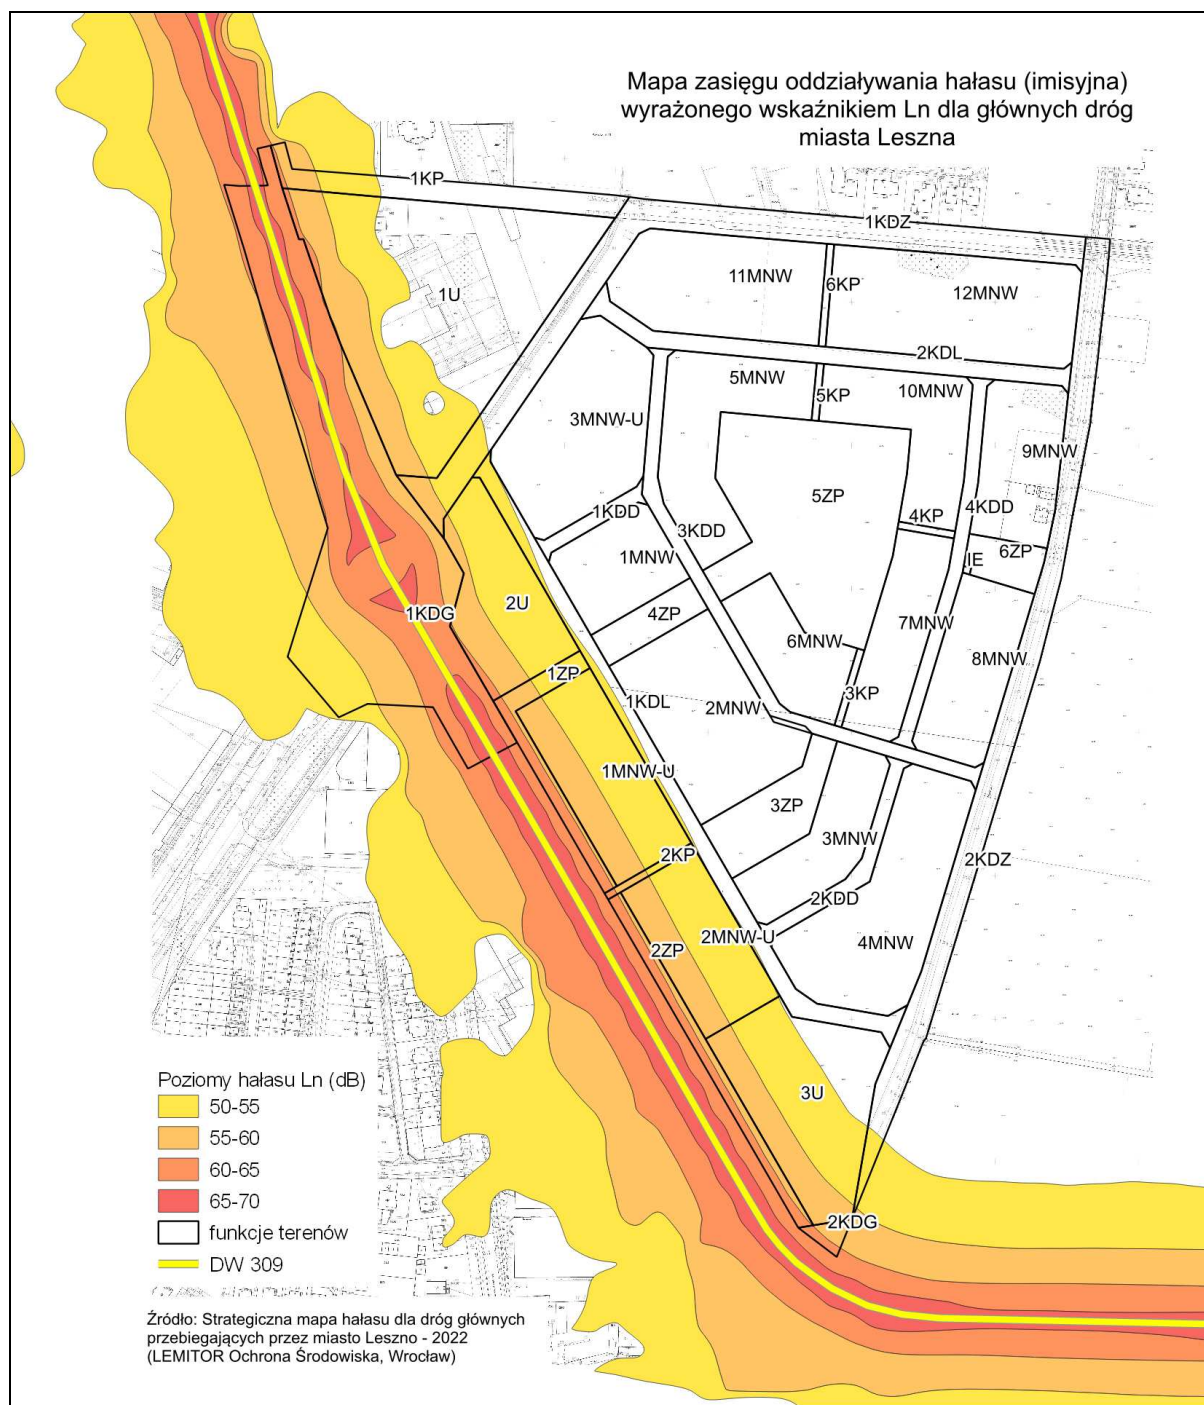 Mapa zasięgu oddziaływania hałasu (imisyjna)
wyrażonego wskaźnikiem Ln dla głównych dróg
miasta Leszna
1KP
1KDZ
1U
11MNW
6KP
12MNW
2KDL
5MNW
5KP
10MNW
3MNW-U
9MNW
5ZP
1KDD
3KDD
4KP
4KDD
1MNW
6ZP
IE
2U
1KDG
4ZP
7MNW
6MNW
8MNW
1ZP
3KP
1KDL
2MNW
1MNW-U
3ZP
3MNW
2KP
2KDZ
2KDD
2ZP
2MNW-U
4MNW
3U
2KDG
Poziomy hałasu Ln (dB)
50-55
55-60
60-65
65-70
funkcje terenów
DW 309
Źródło: Strategiczna mapa hałasu dla dróg głównych
przebiegających przez miasto Leszno - 2022
(LEMITOR Ochrona Środowiska, Wrocław)